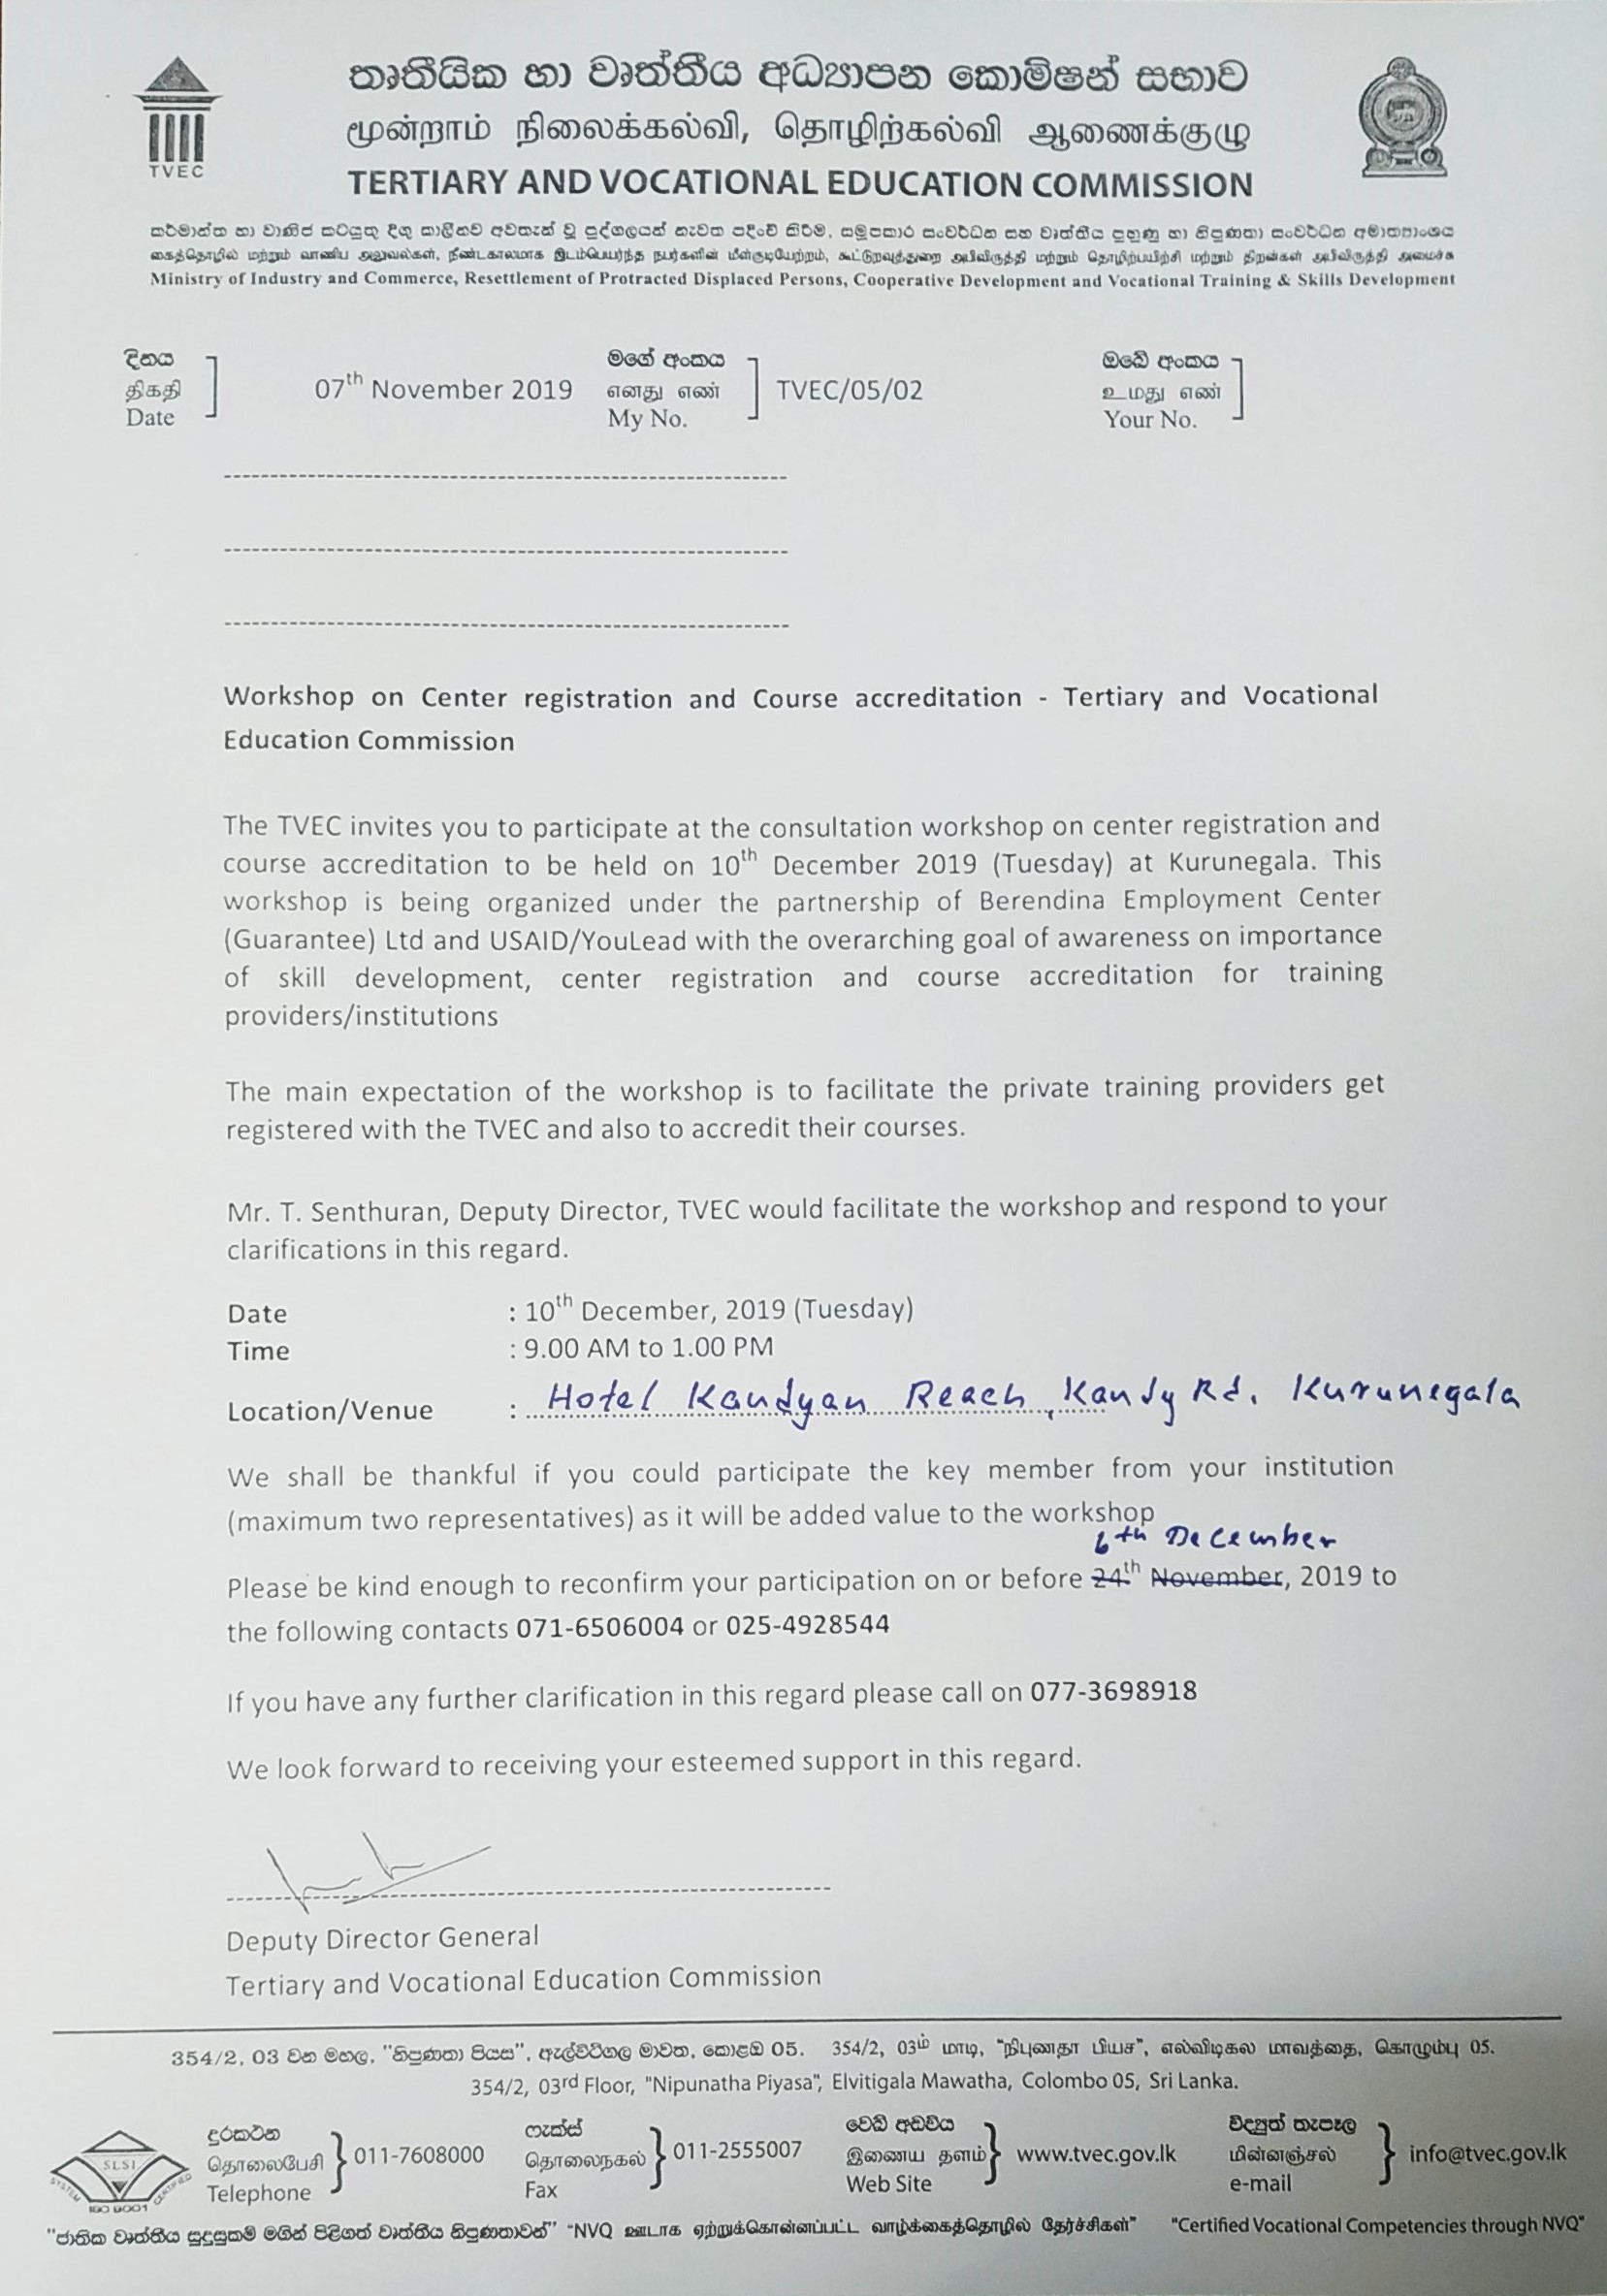 තෘතීයික හා වෘත්තීය අධ්‍යාපන කොමිෂන් සභාව
மூன்றாம் நிலைக்கல்வி, தொழிற்கல்வி ஆணைக்குழு
TVEC
TERTIARY AND VOCATIONAL EDUCATION COMMISSION
කර්මාන්ත හා වාණිජ කටයුතු දිගු කාලීනව අවතැන් වූ පුද්ගලයන් නැවත පදිංචි කිරීම, සමූපකාර සංවර්ධන සහ වෘත්තීය පුහුණු හා නිපුණතා සංවර්ධන අමාත්‍යාංශය
கைத்தொழில் மற்றும் வாணிப அலுவல்கள், நீண்டகாலமாக இடம்பெயர்ந்த நபர்களின் மீள்குடியேற்றம், கூட்டுறவுத்துறை அபிவிருத்தி மற்றும் தொழிற்பயிற்சி மற்றும் திறன்கள் அபிவிருத்தி அமைச்சு
Ministry of Industry and Commerce, Resettlement of Protracted Displaced Persons, Cooperative Development and Vocational Training & Skills Development
දිනය මගේ අංකය ඔබේ අංකය
திகதி 07th November 2019 எனது எண் TVEC/05/02 உமது எண்
Date My No. Your No.
Workshop on Center registration and Course accreditation - Tertiary and Vocational
Education Commission
The TVEC invites you to participate at the consultation workshop on center registration and
course accreditation to be held on 10th December 2019 (Tuesday) at Kurunegala. This
workshop is being organized under the partnership of Berendina Employment Center
(Guarantee) Ltd and USAID/YouLead with the overarching goal of awareness on importance
of skill development, center registration and course accreditation for training
providers/institutions
The main expectation of the workshop is to facilitate the private training providers get
registered with the TVEC and also to accredit their courses.
Mr. T. Senthuran, Deputy Director, TVEC would facilitate the workshop and respond to your
clarifications in this regard.
Date : 10th December, 2019 (Tuesday)
Time : 9.00 AM to 1.00 PM
Location/Venue : Hotel Kandyan Reach, Kandy Rd. Kurunegala
We shall be thankful if you could participate the key member from your institution
(maximum two representatives) as it will be added value to the workshop
6th December
Please be kind enough to reconfirm your participation on or before 24th November, 2019 to
the following contacts 071-6506004 or 025-4928544
If you have any further clarification in this regard please call on 077-3698918
We look forward to receiving your esteemed support in this regard.
Deputy Director General
Tertiary and Vocational Education Commission
354/2, 03 වන මහල, "නිපුණතා පියස", ඇල්විටිගල මාවත, කොළඹ 05. 354/2, 03ம் மாடி, "நிபுணதா பியச", எல்விடிகல மாவத்தை, கொழும்பு 05.
354/2, 03rd Floor, "Nipunatha Piyasa", Elvitigala Mawatha, Colombo 05, Sri Lanka.
දුරකථන ෆැක්ස් වෙබ් අඩවිය විද්‍යුත් තැපෑල
தொலைபேசி 011-7608000 தொலைநகல் 011-2555007 இணைய தளம் www.tvec.gov.lk மின்னஞ்சல் info@tvec.gov.lk
Telephone Fax Web Site e-mail
SLSI
SYSTEM CERTIFIED
ISO 9001
"ජාතික වෘත්තීය සුදුසුකම් මගින් පිළිගත් වෘත්තීය නිපුණතාවන්" "NVQ ஊடாக ஏற்றுக்கொள்ளப்பட்ட வாழ்க்கைத்தொழில் தேர்ச்சிகள்" "Certified Vocational Competencies through NVQ"